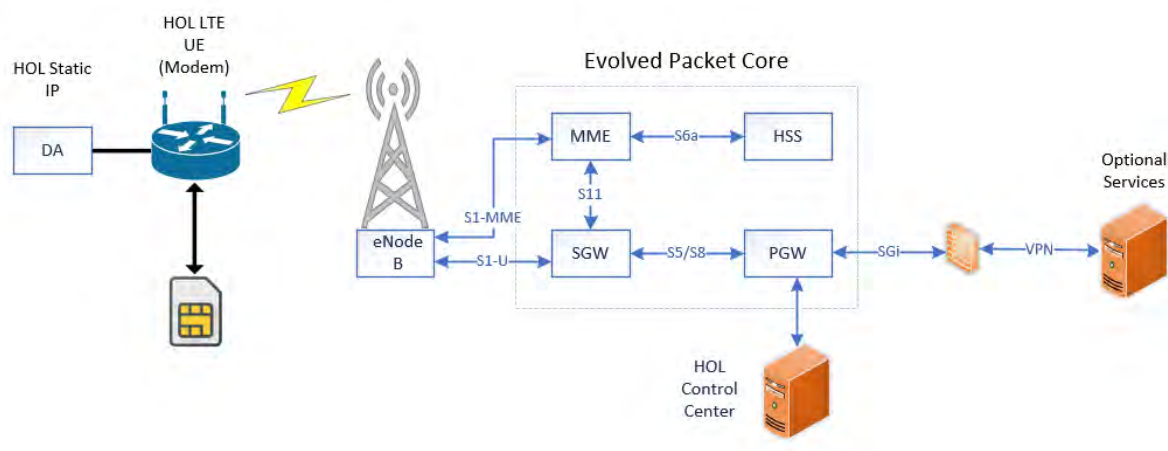 HOL LTE
UE
(Modem)
HOL Static
IP
DA
Evolved Packet Core
MME
S6a
HSS
S11
S1-MME
eNode
B
S1-U
SGW
S5/S8
PGW
SGi
VPN
Optional
Services
HOL
Control
Center